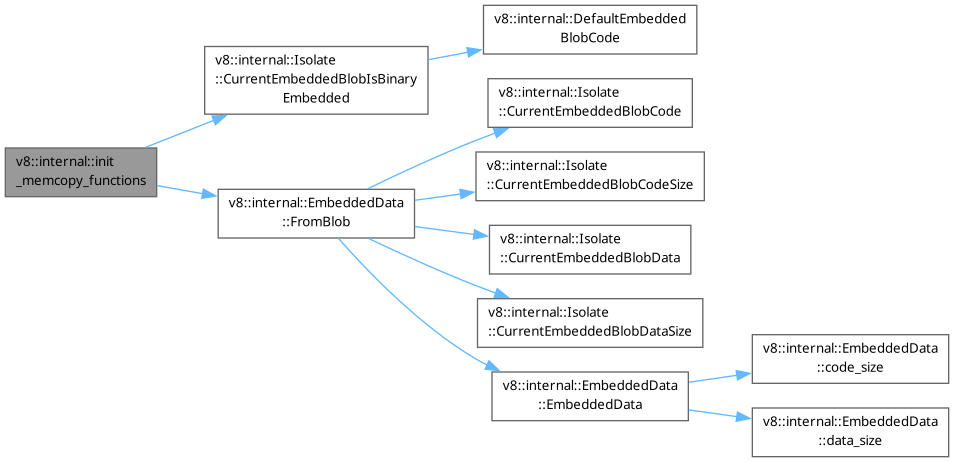 v8::internal::init
_memcopy_functions
v8::internal::Isolate
::CurrentEmbeddedBlobIsBinary
Embedded
v8::internal::DefaultEmbedded
BlobCode
v8::internal::EmbeddedData
::FromBlob
v8::internal::Isolate
::CurrentEmbeddedBlobCode
v8::internal::Isolate
::CurrentEmbeddedBlobCodeSize
v8::internal::Isolate
::CurrentEmbeddedBlobData
v8::internal::Isolate
::CurrentEmbeddedBlobDataSize
v8::internal::EmbeddedData
::EmbeddedData
v8::internal::EmbeddedData
::code_size
v8::internal::EmbeddedData
::data_size